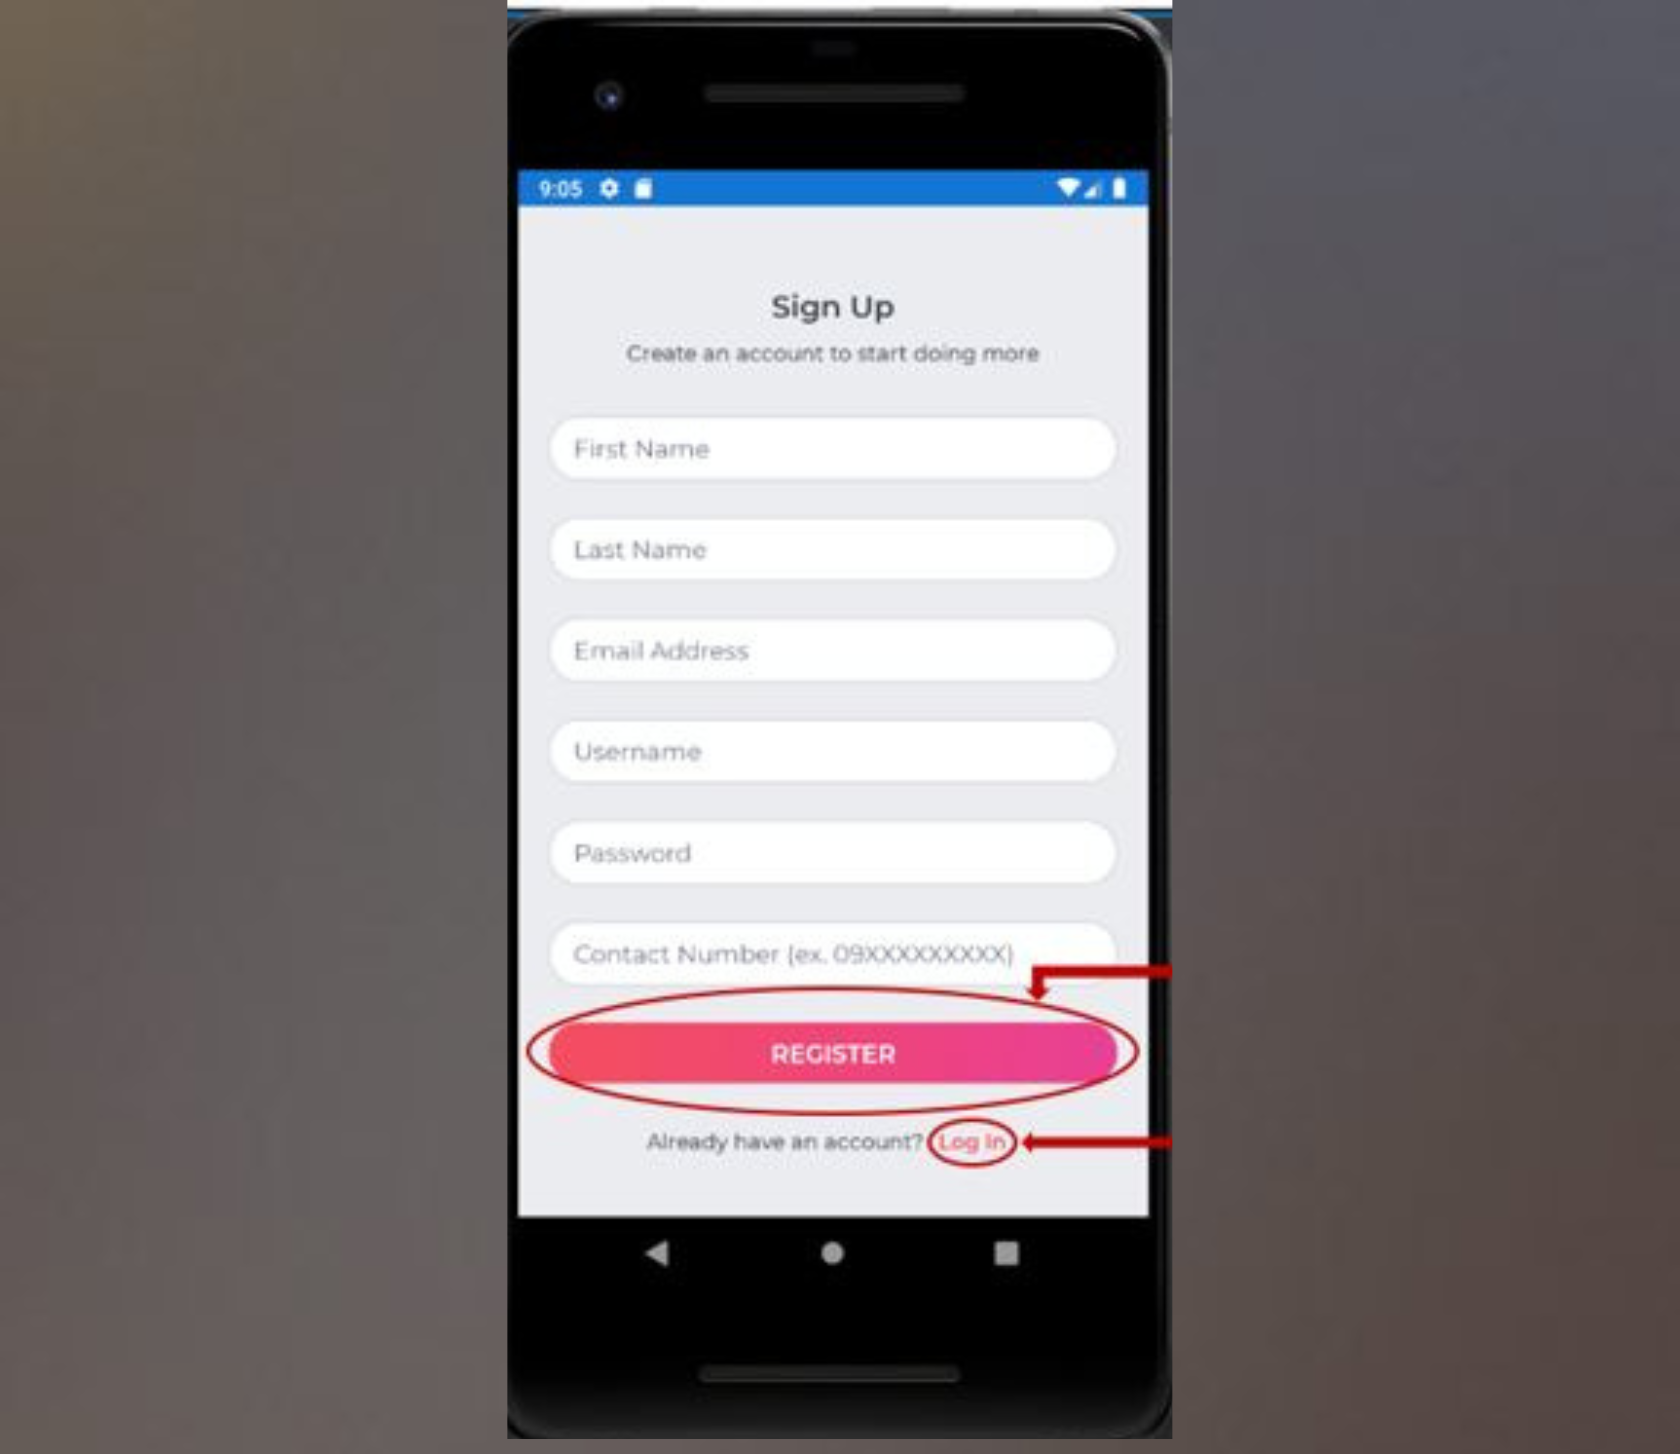 9:05
Sign Up
Create an account to start doing more
First Name
Last Name
Email Address
Username
Password
Contact Number (ex. 09XXXXXXXXX)
REGISTER
Already have an account? Log In